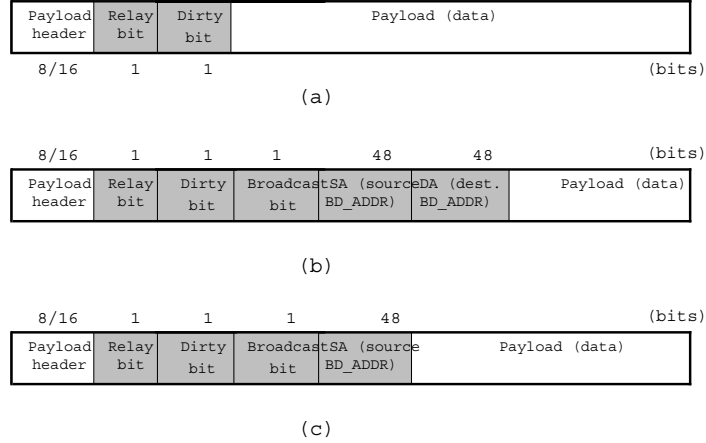 Payload Relay Dirty Payload (data)
header bit bit
8/16 1 1 (bits)
(a)
8/16 1 1 1 48 48 (bits)
Payload Relay Dirty Broadcast SA (source DA (dest. Payload (data)
header bit bit bit BD_ADDR) BD_ADDR)
(b)
8/16 1 1 1 48 (bits)
Payload Relay Dirty Broadcast SA (source Payload (data)
header bit bit bit BD_ADDR)
(c)